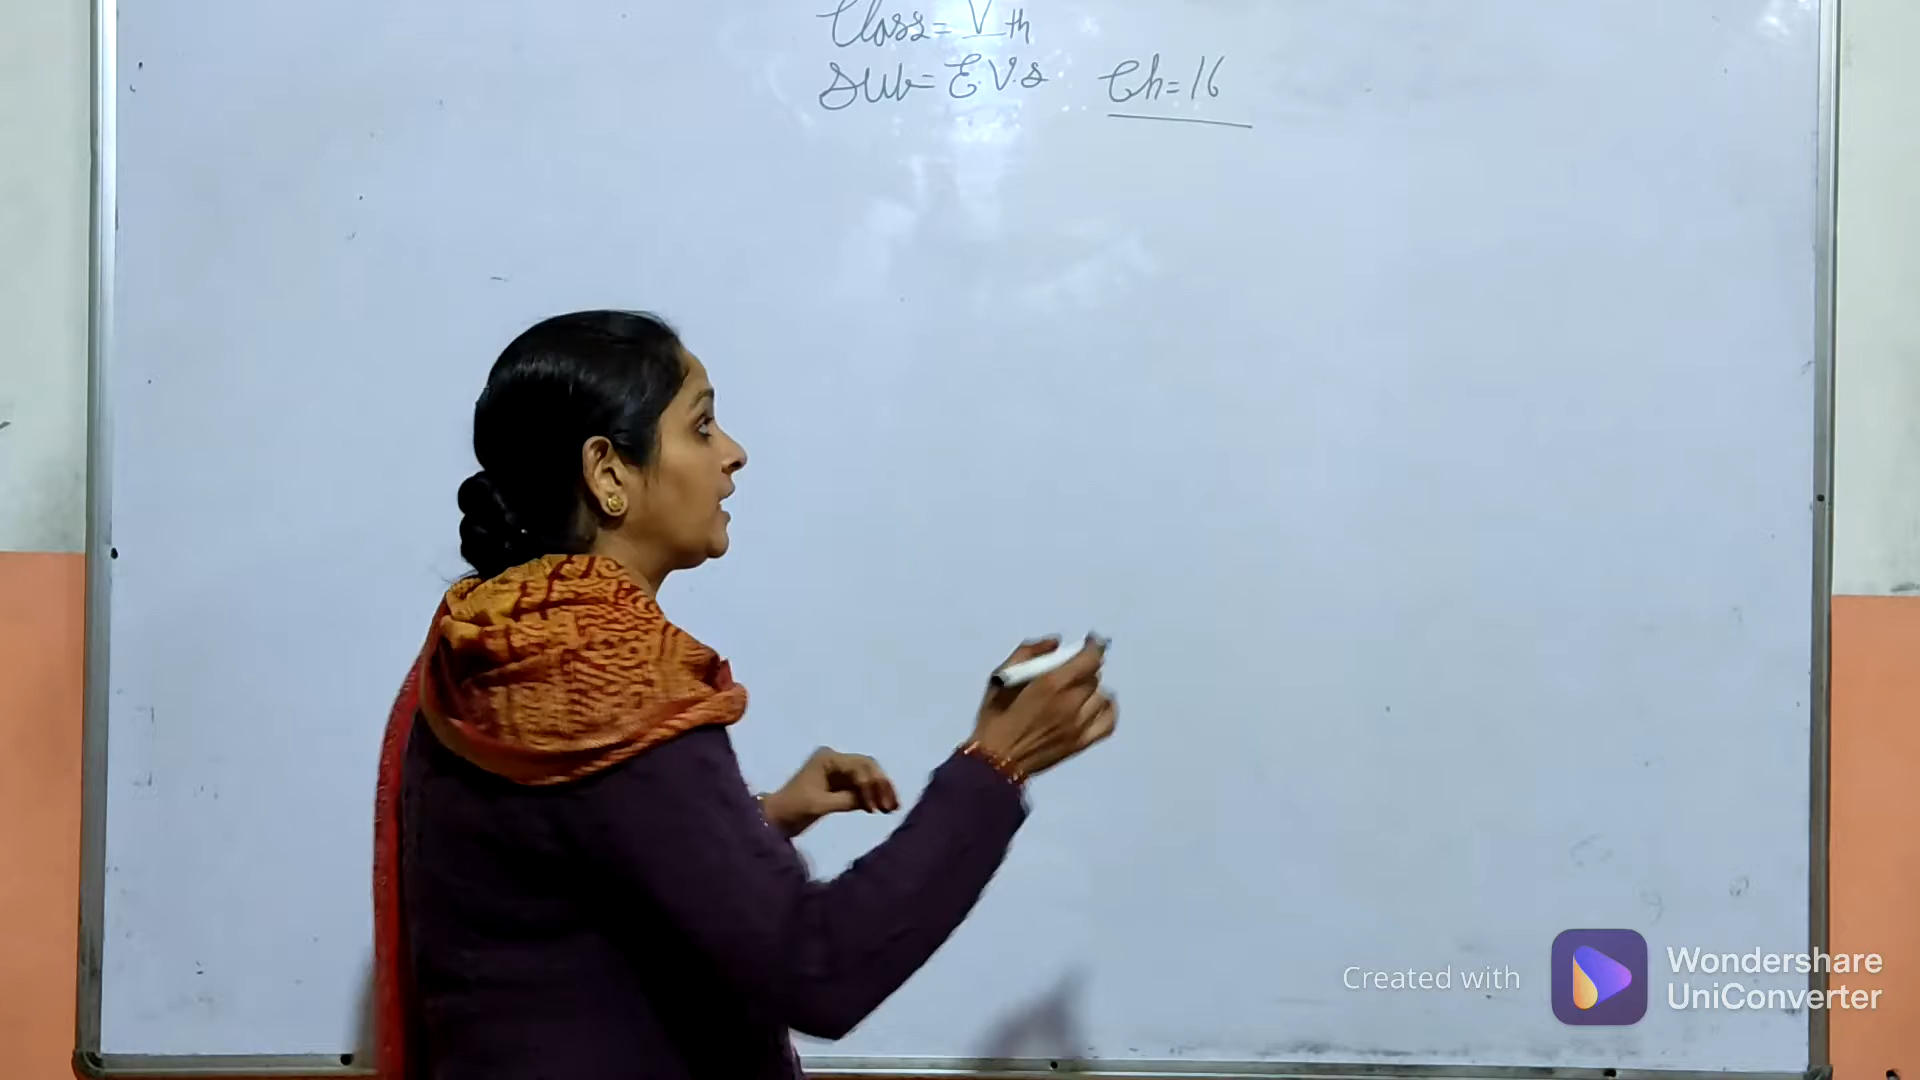 Class = Vth
Sub = E.V.S Ch = 16
Created with Wondershare UniConverter